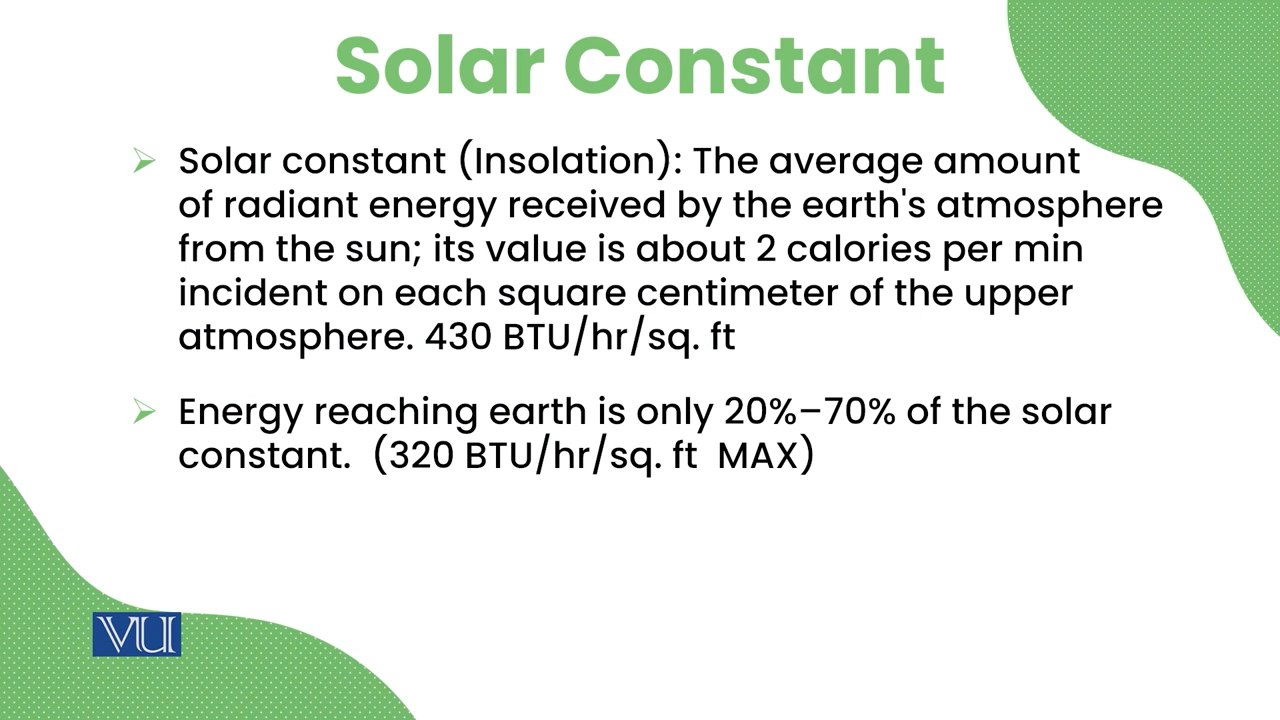 Solar Constant
➢ Solar constant (Insolation): The average amount
of radiant energy received by the earth's atmosphere
from the sun; its value is about 2 calories per min
incident on each square centimeter of the upper
atmosphere. 430 BTU/hr/sq. ft
➢ Energy reaching earth is only 20%–70% of the solar
constant.  (320 BTU/hr/sq. ft  MAX)
VU